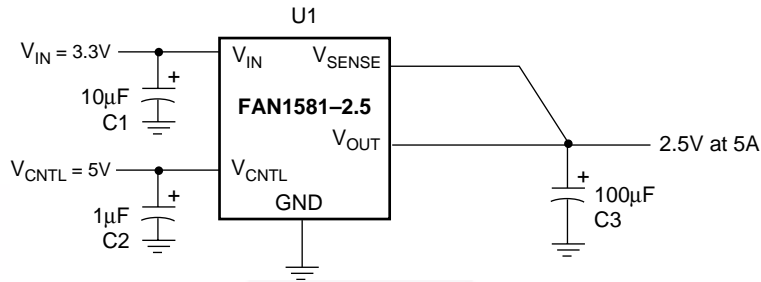 U1
V_IN = 3.3V
V_IN
V_SENSE
+
10µF
C1
FAN1581–2.5
V_OUT
2.5V at 5A
V_CNTL = 5V
V_CNTL
+
1µF
C2
GND
+
100µF
C3